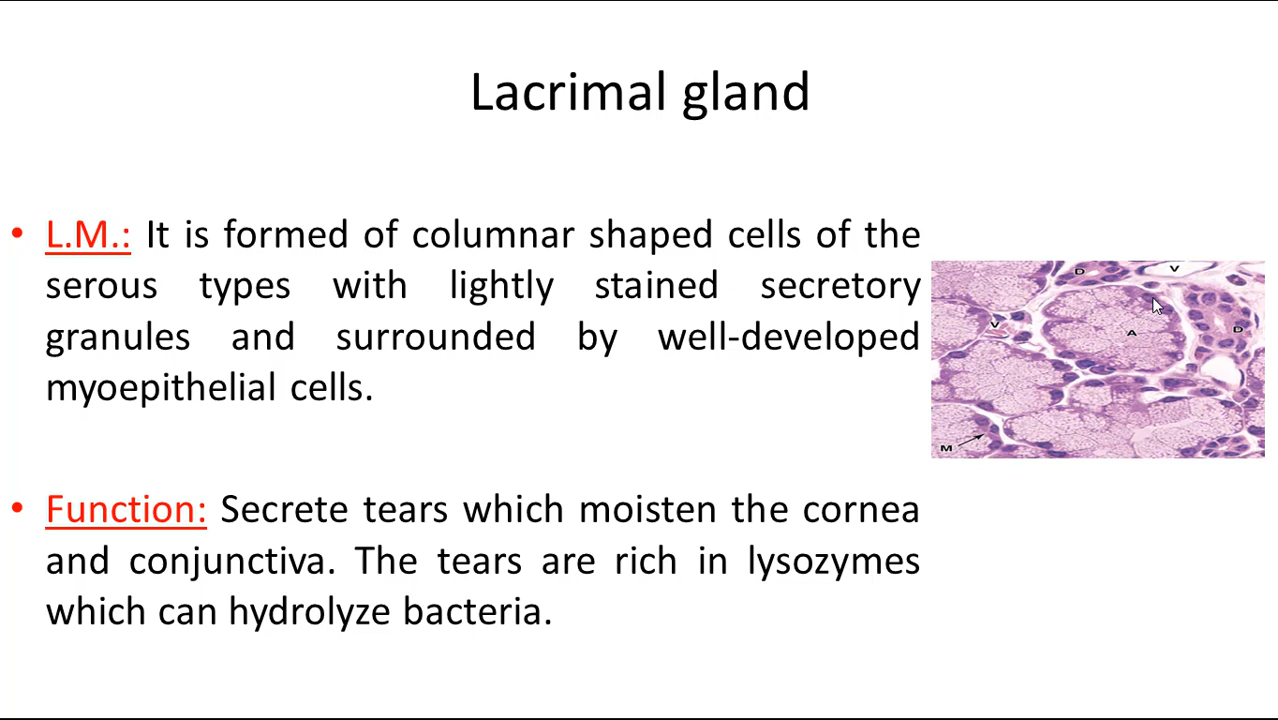 Lacrimal gland
• L.M.: It is formed of columnar shaped cells of the
serous types with lightly stained secretory
granules and surrounded by well-developed
myoepithelial cells.
D
V
V
A
D
M
• Function: Secrete tears which moisten the cornea
and conjunctiva. The tears are rich in lysozymes
which can hydrolyze bacteria.